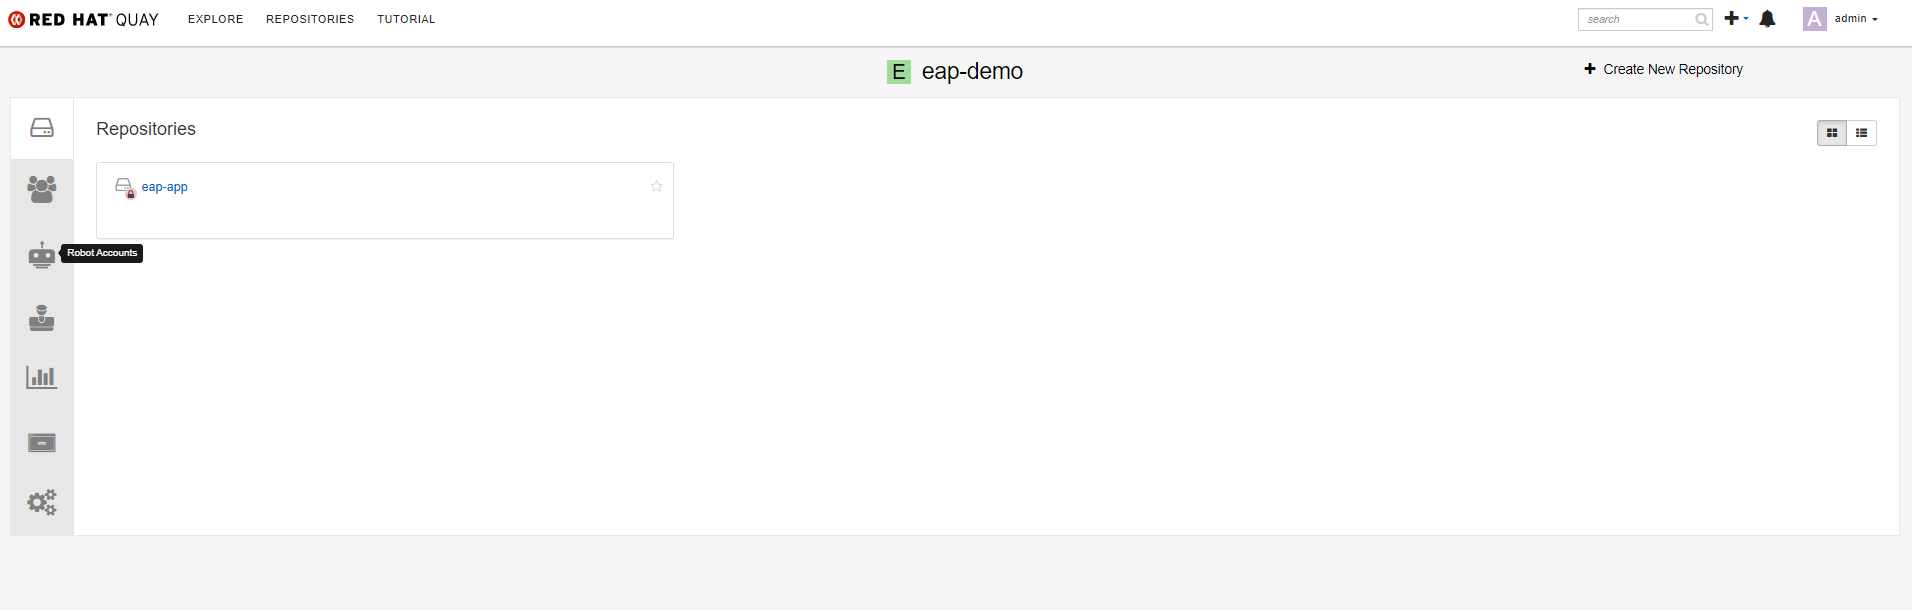 RED HAT QUAY EXPLORE REPOSITORIES TUTORIAL search A admin
E eap-demo Create New Repository
Repositories
eap-app
Robot Accounts